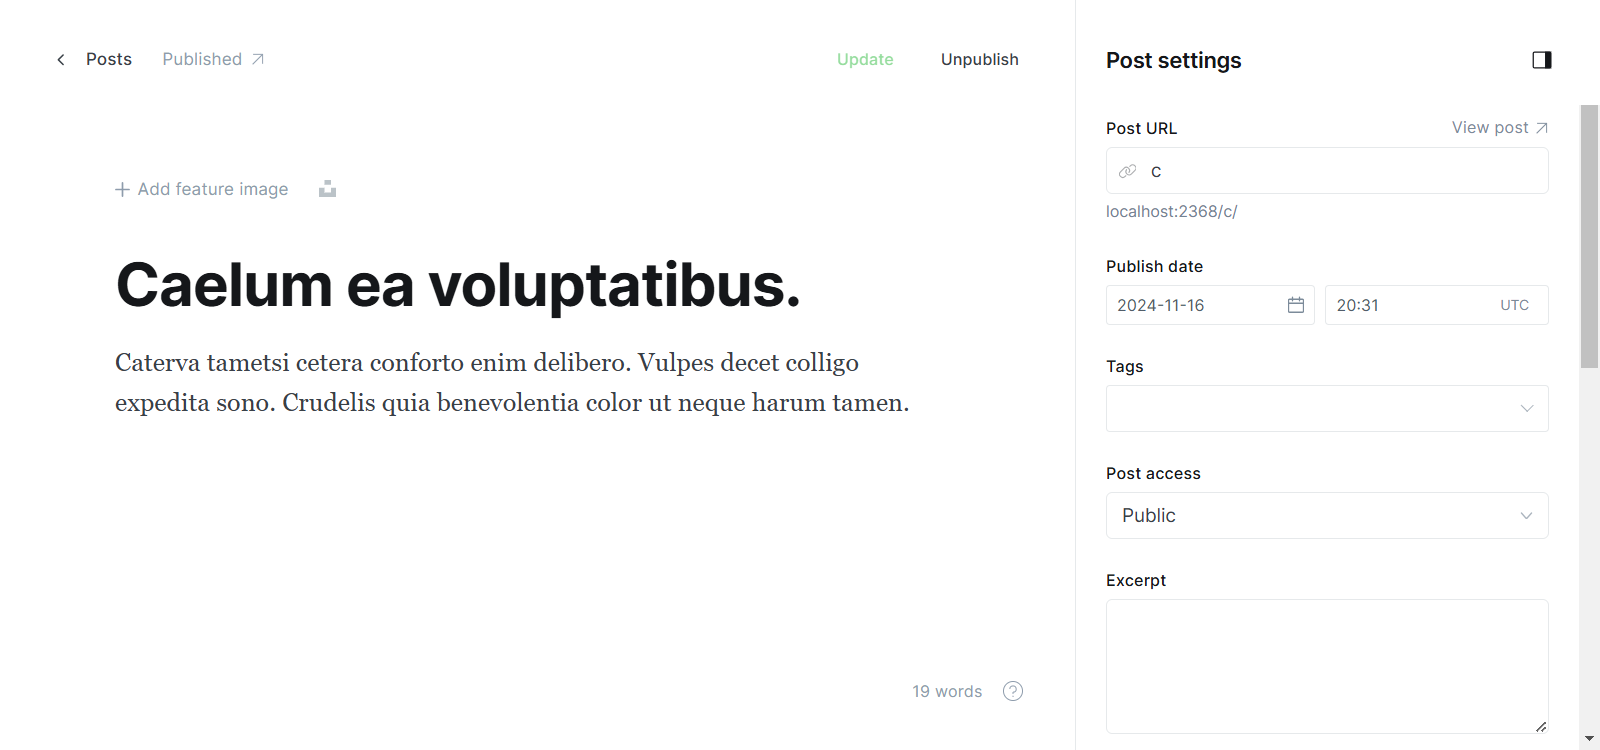 Posts Published Update Unpublish
Add feature image
Caelum ea voluptatibus.
Caterva tametsi cetera conforto enim delibero. Vulpes decet colligo
expedita sono. Crudelis quia benevolentia color ut neque harum tamen.
19 words ?
Post settings
Post URL View post
c
localhost:2368/c/
Publish date
2024-11-16 20:31 UTC
Tags
Post access
Public
Excerpt